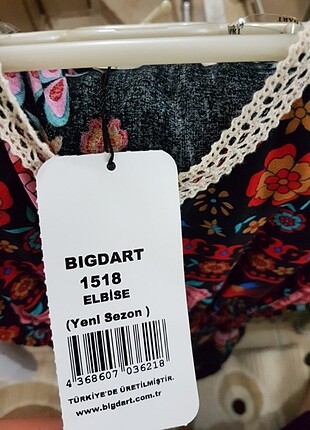 BIGDART
1518
ELBİSE
(Yeni Sezon )
4 368607 036218
TÜRKİYE'DE ÜRETİLMİŞTİR.
www.bigdart.com.tr